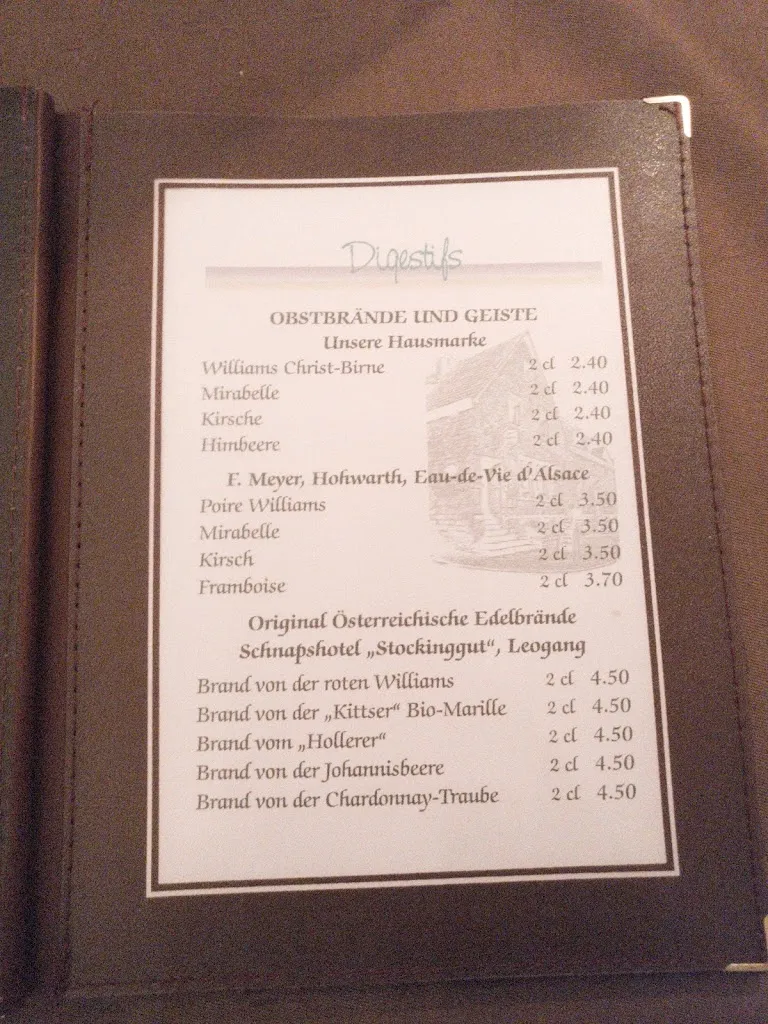 Digestifs
OBSTBRÄNDE UND GEISTE
Unsere Hausmarke
Williams Christ-Birne 2 cl 2.40
Mirabelle 2 cl 2.40
Kirsche 2 cl 2.40
Himbeere 2 cl 2.40
F. Meyer, Hohwarth, Eau-de-Vie d'Alsace
Poire Williams 2 cl 3.50
Mirabelle 2 cl 3.50
Kirsch 2 cl 3.50
Framboise 2 cl 3.70
Original Österreichische Edelbrände
Schnapshotel „Stockinggut“, Leogang
Brand von der roten Williams 2 cl 4.50
Brand von der „Kittser“ Bio-Marille 2 cl 4.50
Brand vom „Hollerer“ 2 cl 4.50
Brand von der Johannisbeere 2 cl 4.50
Brand von der Chardonnay-Traube 2 cl 4.50